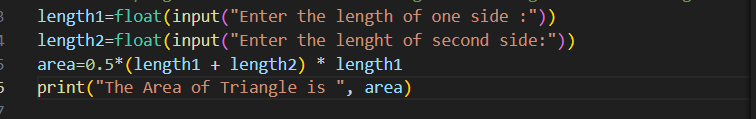 length1=float(input("Enter the length of one side :"))
length2=float(input("Enter the lenght of second side:"))
area=0.5*(length1 + length2) * length1
print("The Area of Triangle is ", area)